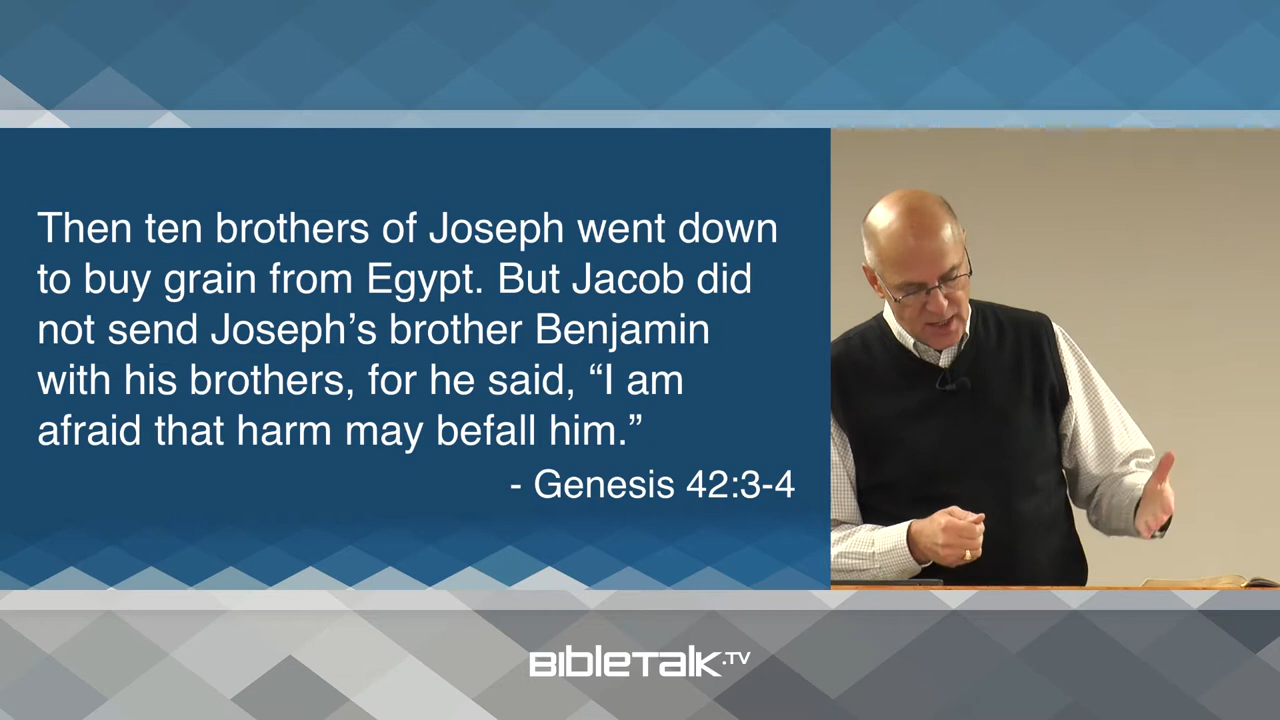 Then ten brothers of Joseph went down
to buy grain from Egypt. But Jacob did
not send Joseph’s brother Benjamin
with his brothers, for he said, “I am
afraid that harm may befall him.”
- Genesis 42:3-4
BIBLETALK.TV